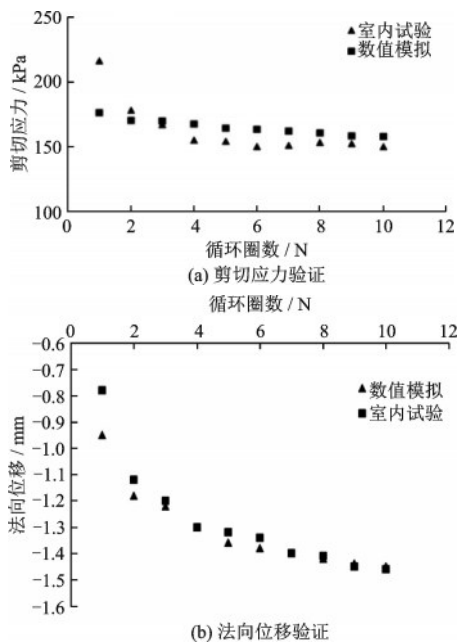 250
200
150
100
剪切应力 / kPa
▲ 室内试验
■ 数值模拟
0 2 4 6 8 10 12
循环圈数 / N
(a) 剪切应力验证
循环圈数 / N
0 2 4 6 8 10 12
-0.6
-0.7
-0.8
-0.9
-1.0
-1.1
-1.2
-1.3
-1.4
-1.5
-1.6
法向位移 / mm
▲ 数值模拟
■ 室内试验
(b) 法向位移验证